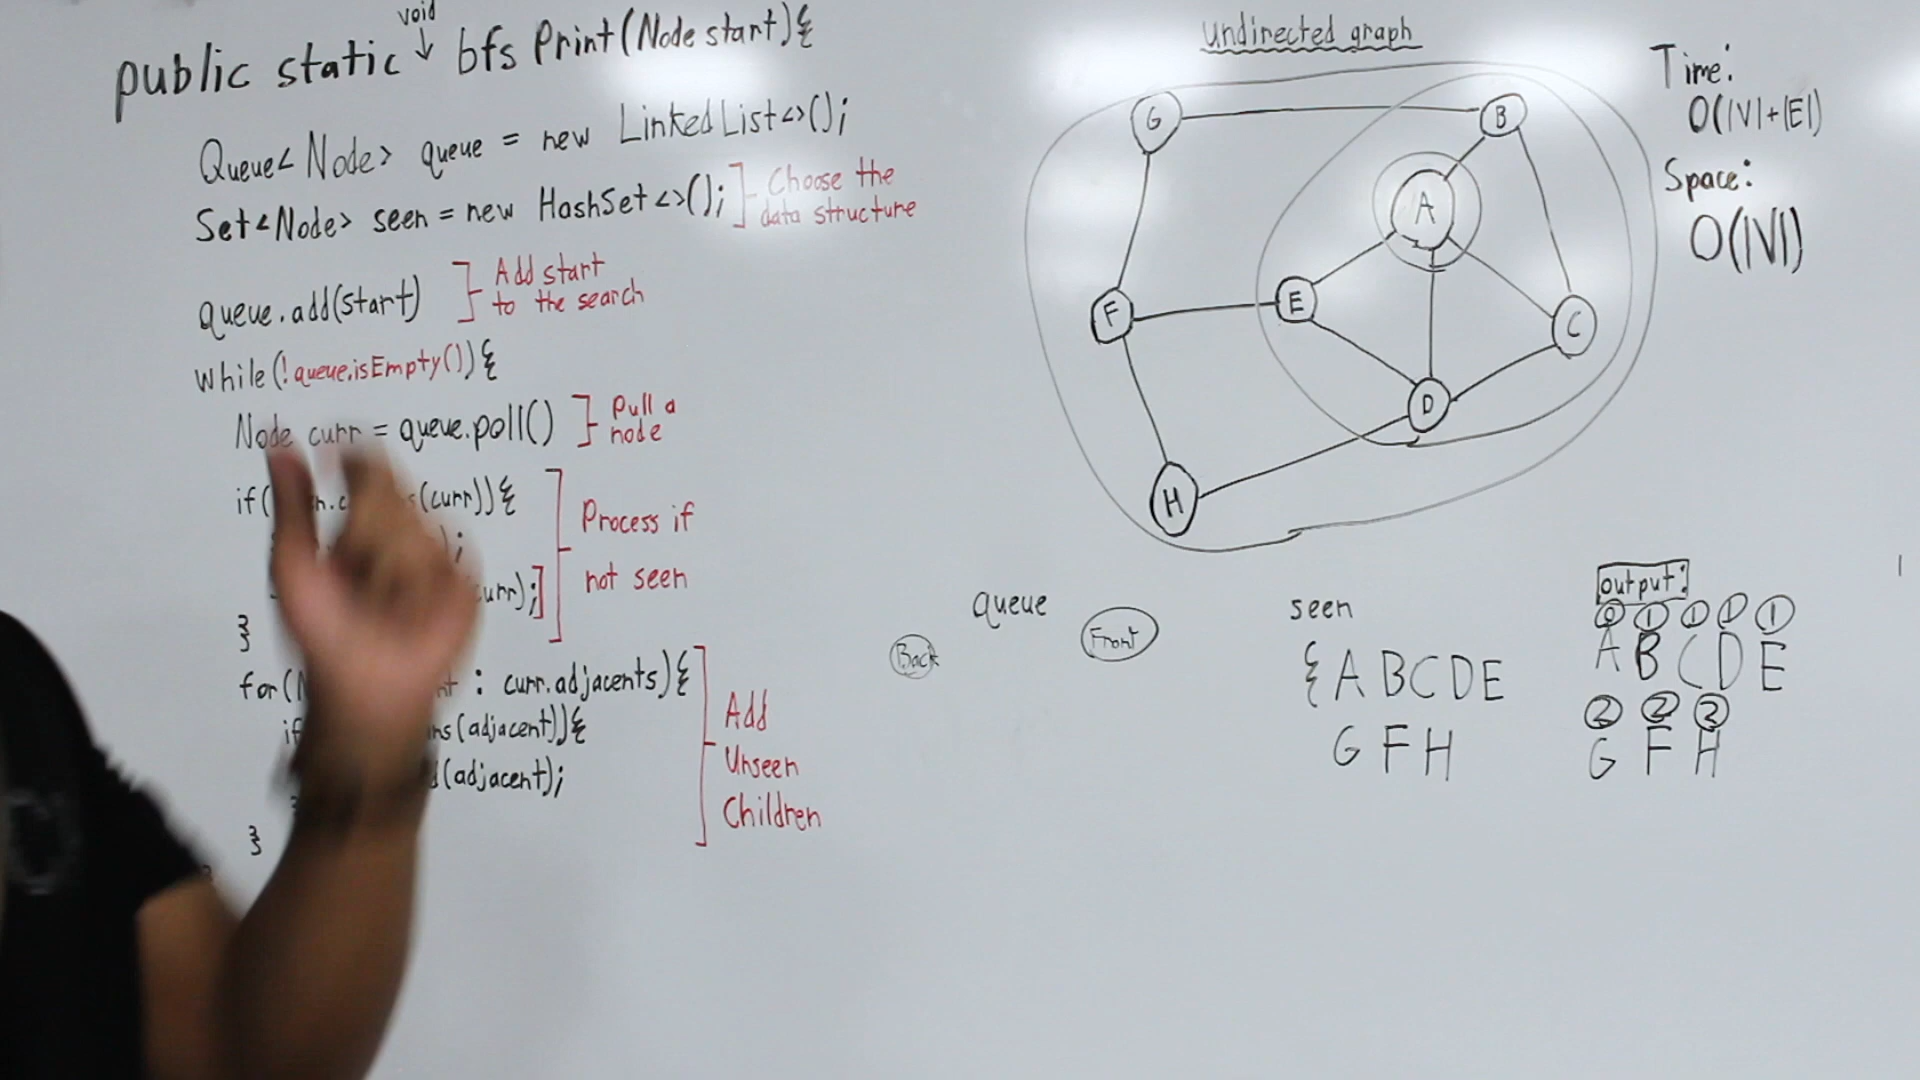 void
public static ↓ bfs Print(Node start){
Queue<Node> queue = new LinkedList<>();
Set<Node> seen = new HashSet<>(); ] Choose the
data structure
queue.add(start) ] Add start
to the search
while(!queue.isEmpty()){
Node curr = queue.poll() ] Pull a
node
if( (curr)){
Process if
);
curr);]
not seen
}
for( : curr.adjacents){
if (adjacent)){
Add
(adjacent);
Unseen
Children
}
Undirected graph
G
B
A
E
F
C
D
H
Time:
O(|V|+|E|)
Space:
O(|V|)
queue
Back
Front
seen
{ A B C D E
G F H
output:
0 1 1 1 1
A B C D E
2 2 2
G F H